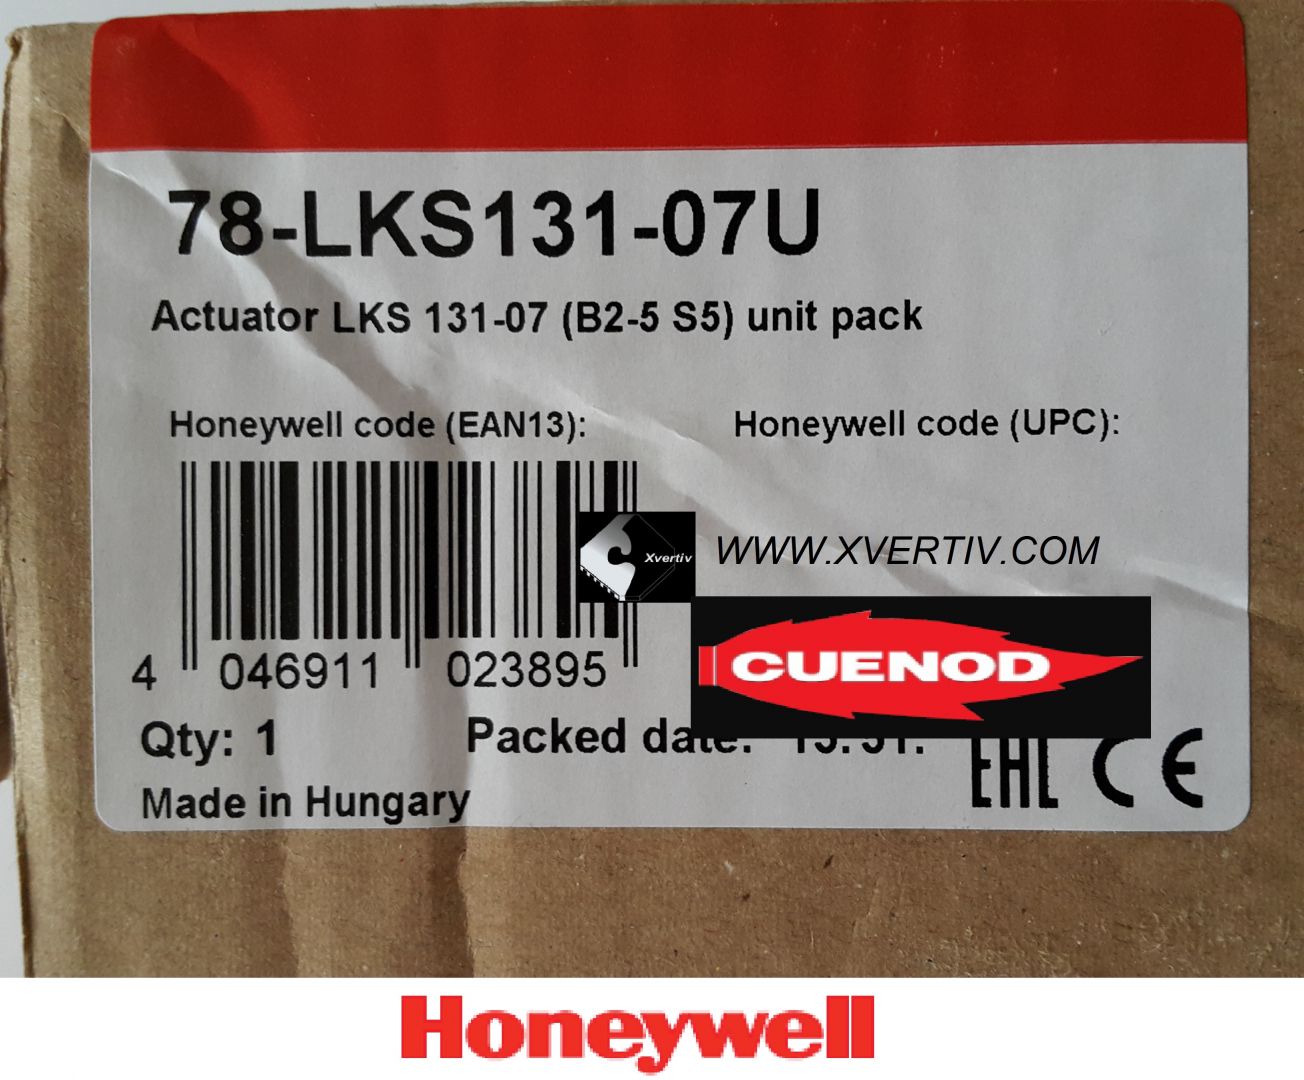 78-LKS131-07U
Actuator LKS 131-07 (B2-5 S5) unit pack
Honeywell code (EAN13):
Honeywell code (UPC):
Xvertiv
WWW.XVERTIV.COM
CUENOD
4 046911 023895
Qty: 1
Packed date:
EAC CE
Made in Hungary
Honeywell